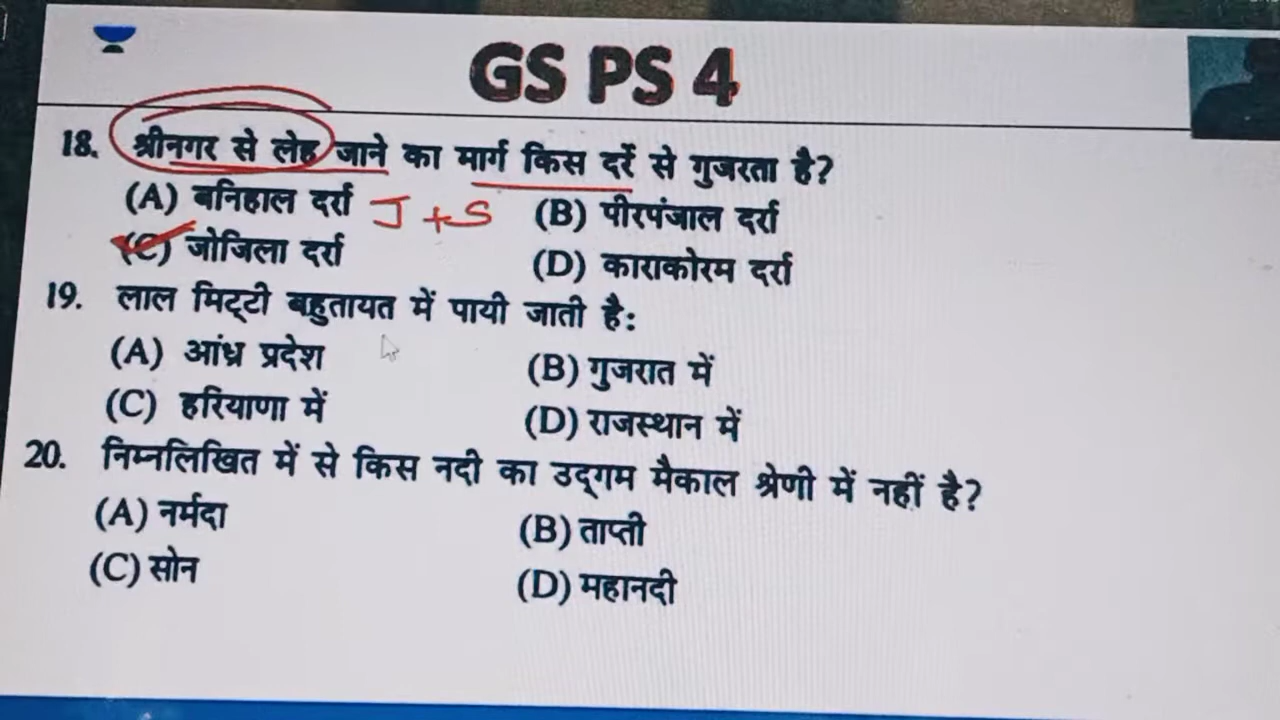 GS PS 4
18. श्रीनगर से लेह जाने का मार्ग किस दर्रे से गुजरता है?
(A) बनिहाल दर्रा J + S (B) पीरपंजाल दर्रा
(C) जोजिला दर्रा (D) काराकोरम दर्रा
19. लाल मिट्टी बहुतायत में पायी जाती है:
(A) आंध्र प्रदेश (B) गुजरात में
(C) हरियाणा में (D) राजस्थान में
20. निम्नलिखित में से किस नदी का उद्गम मैकाल श्रेणी में नहीं है?
(A) नर्मदा (B) ताप्ती
(C) सोन (D) महानदी